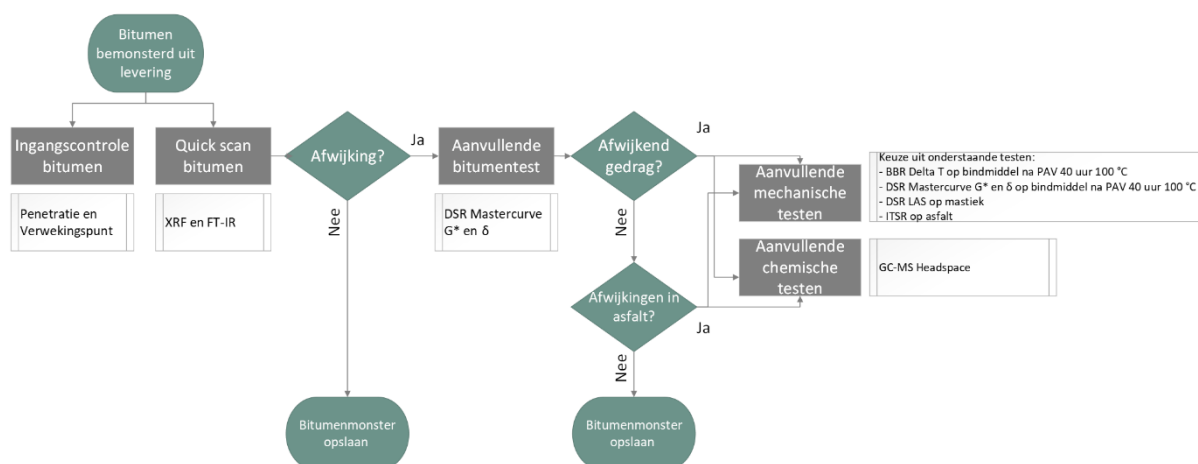 Bitumen
bemonsterd uit
levering
Ingangscontrole
bitumen
Quick scan
bitumen
Afwijking?
Ja
Aanvullende
bitumentest
Afwijkend
gedrag?
Ja
Aanvullende
mechanische
testen
Keuze uit onderstaande testen:
- BBR Delta T op bindmiddel na PAV 40 uur 100 °C
- DSR Mastercurve G* en δ op bindmiddel na PAV 40 uur 100 °C
- DSR LAS op mastiek
- ITSR op asfalt
Penetratie en
Verwekingspunt
XRF en FT-IR
Nee
DSR Mastercurve
G* en δ
Nee
Aanvullende
chemische
testen
GC-MS Headspace
Afwijkingen in
asfalt?
Ja
Nee
Bitumenmonster
opslaan
Bitumenmonster
opslaan